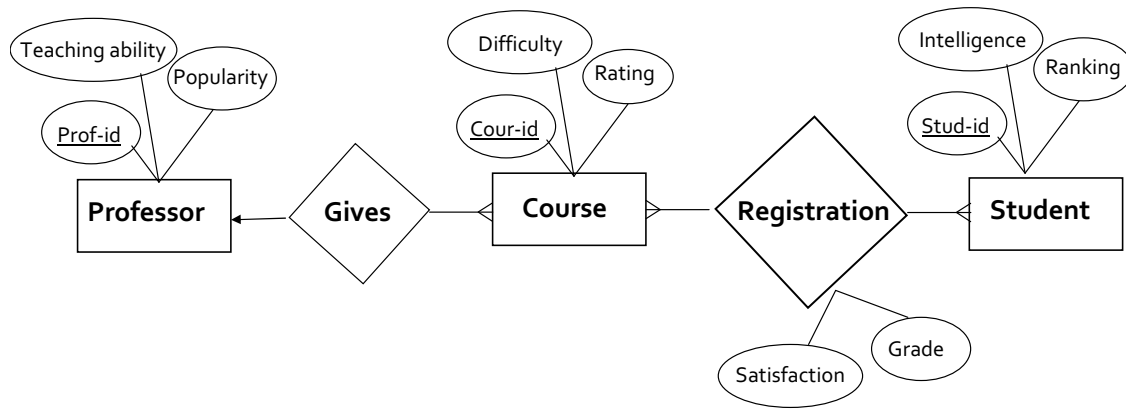 Teaching ability
Popularity
Prof-id
Professor
Gives
Difficulty
Rating
Cour-id
Course
Registration
Satisfaction
Grade
Intelligence
Ranking
Stud-id
Student